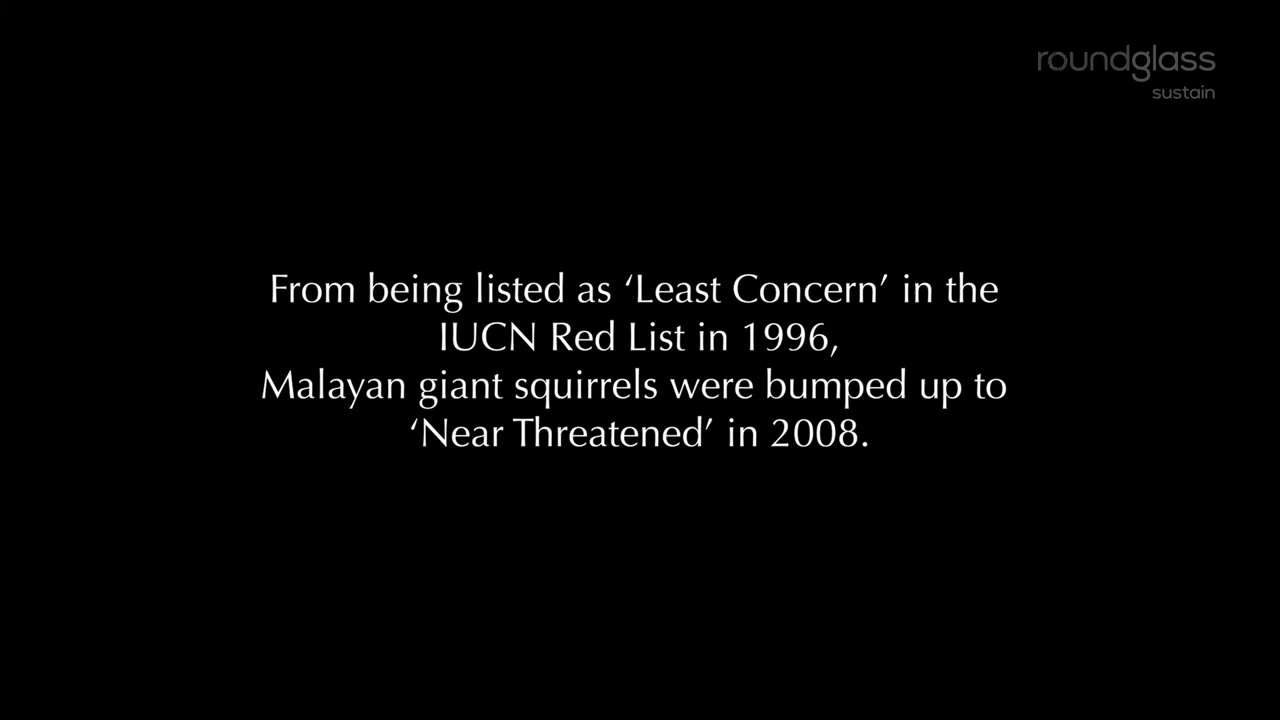 roundglass
sustain
From being listed as ‘Least Concern’ in the
IUCN Red List in 1996,
Malayan giant squirrels were bumped up to
‘Near Threatened’ in 2008.